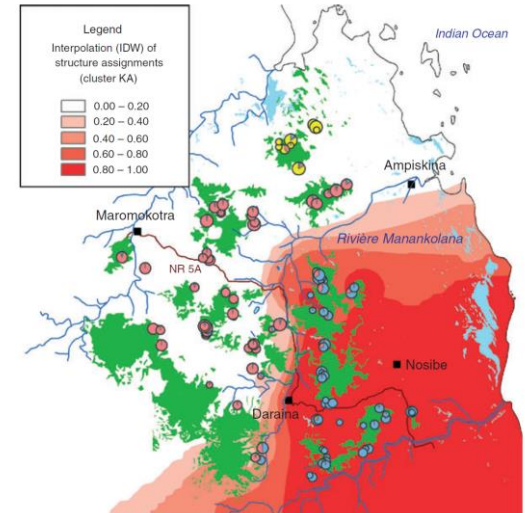 Legend
Interpolation (IDW) of
structure assignments
(cluster KA)
0.00 – 0.20
0.20 – 0.40
0.40 – 0.60
0.60 – 0.80
0.80 – 1.00
Indian Ocean
Ampiskina
Maromokotra
Rivière Manankolana
NR 5A
Nosibe
Daraina